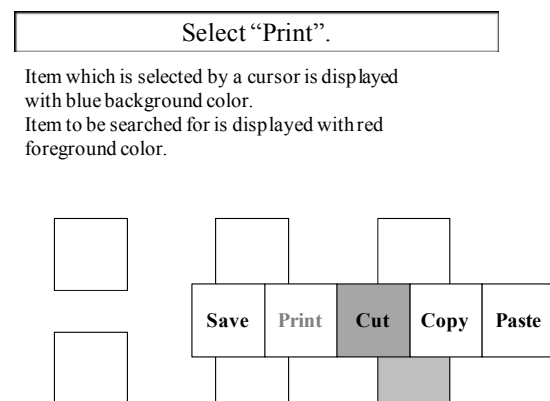 Select “Print”.
Item which is selected by a cursor is displayed
with blue background color.
Item to be searched for is displayed with red
foreground color.
Save Print Cut Copy Paste